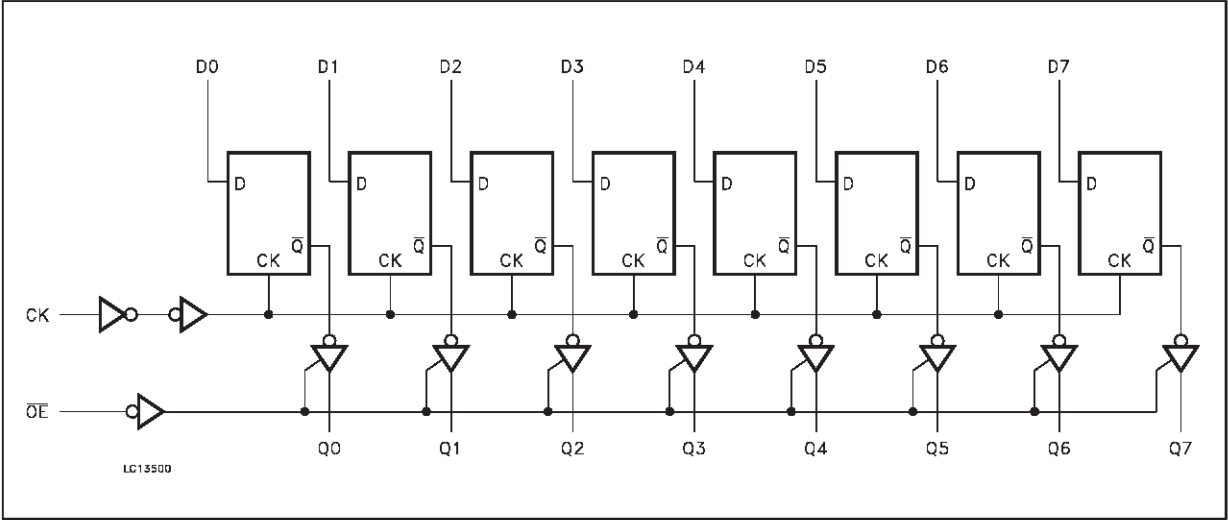 D0 D1 D2 D3 D4 D5 D6 D7
D D D D D D D D
Q̅ Q̅ Q̅ Q̅ Q̅ Q̅ Q̅ Q̅
CK CK CK CK CK CK CK CK
CK
O̅E̅
Q0 Q1 Q2 Q3 Q4 Q5 Q6 Q7
LC13500